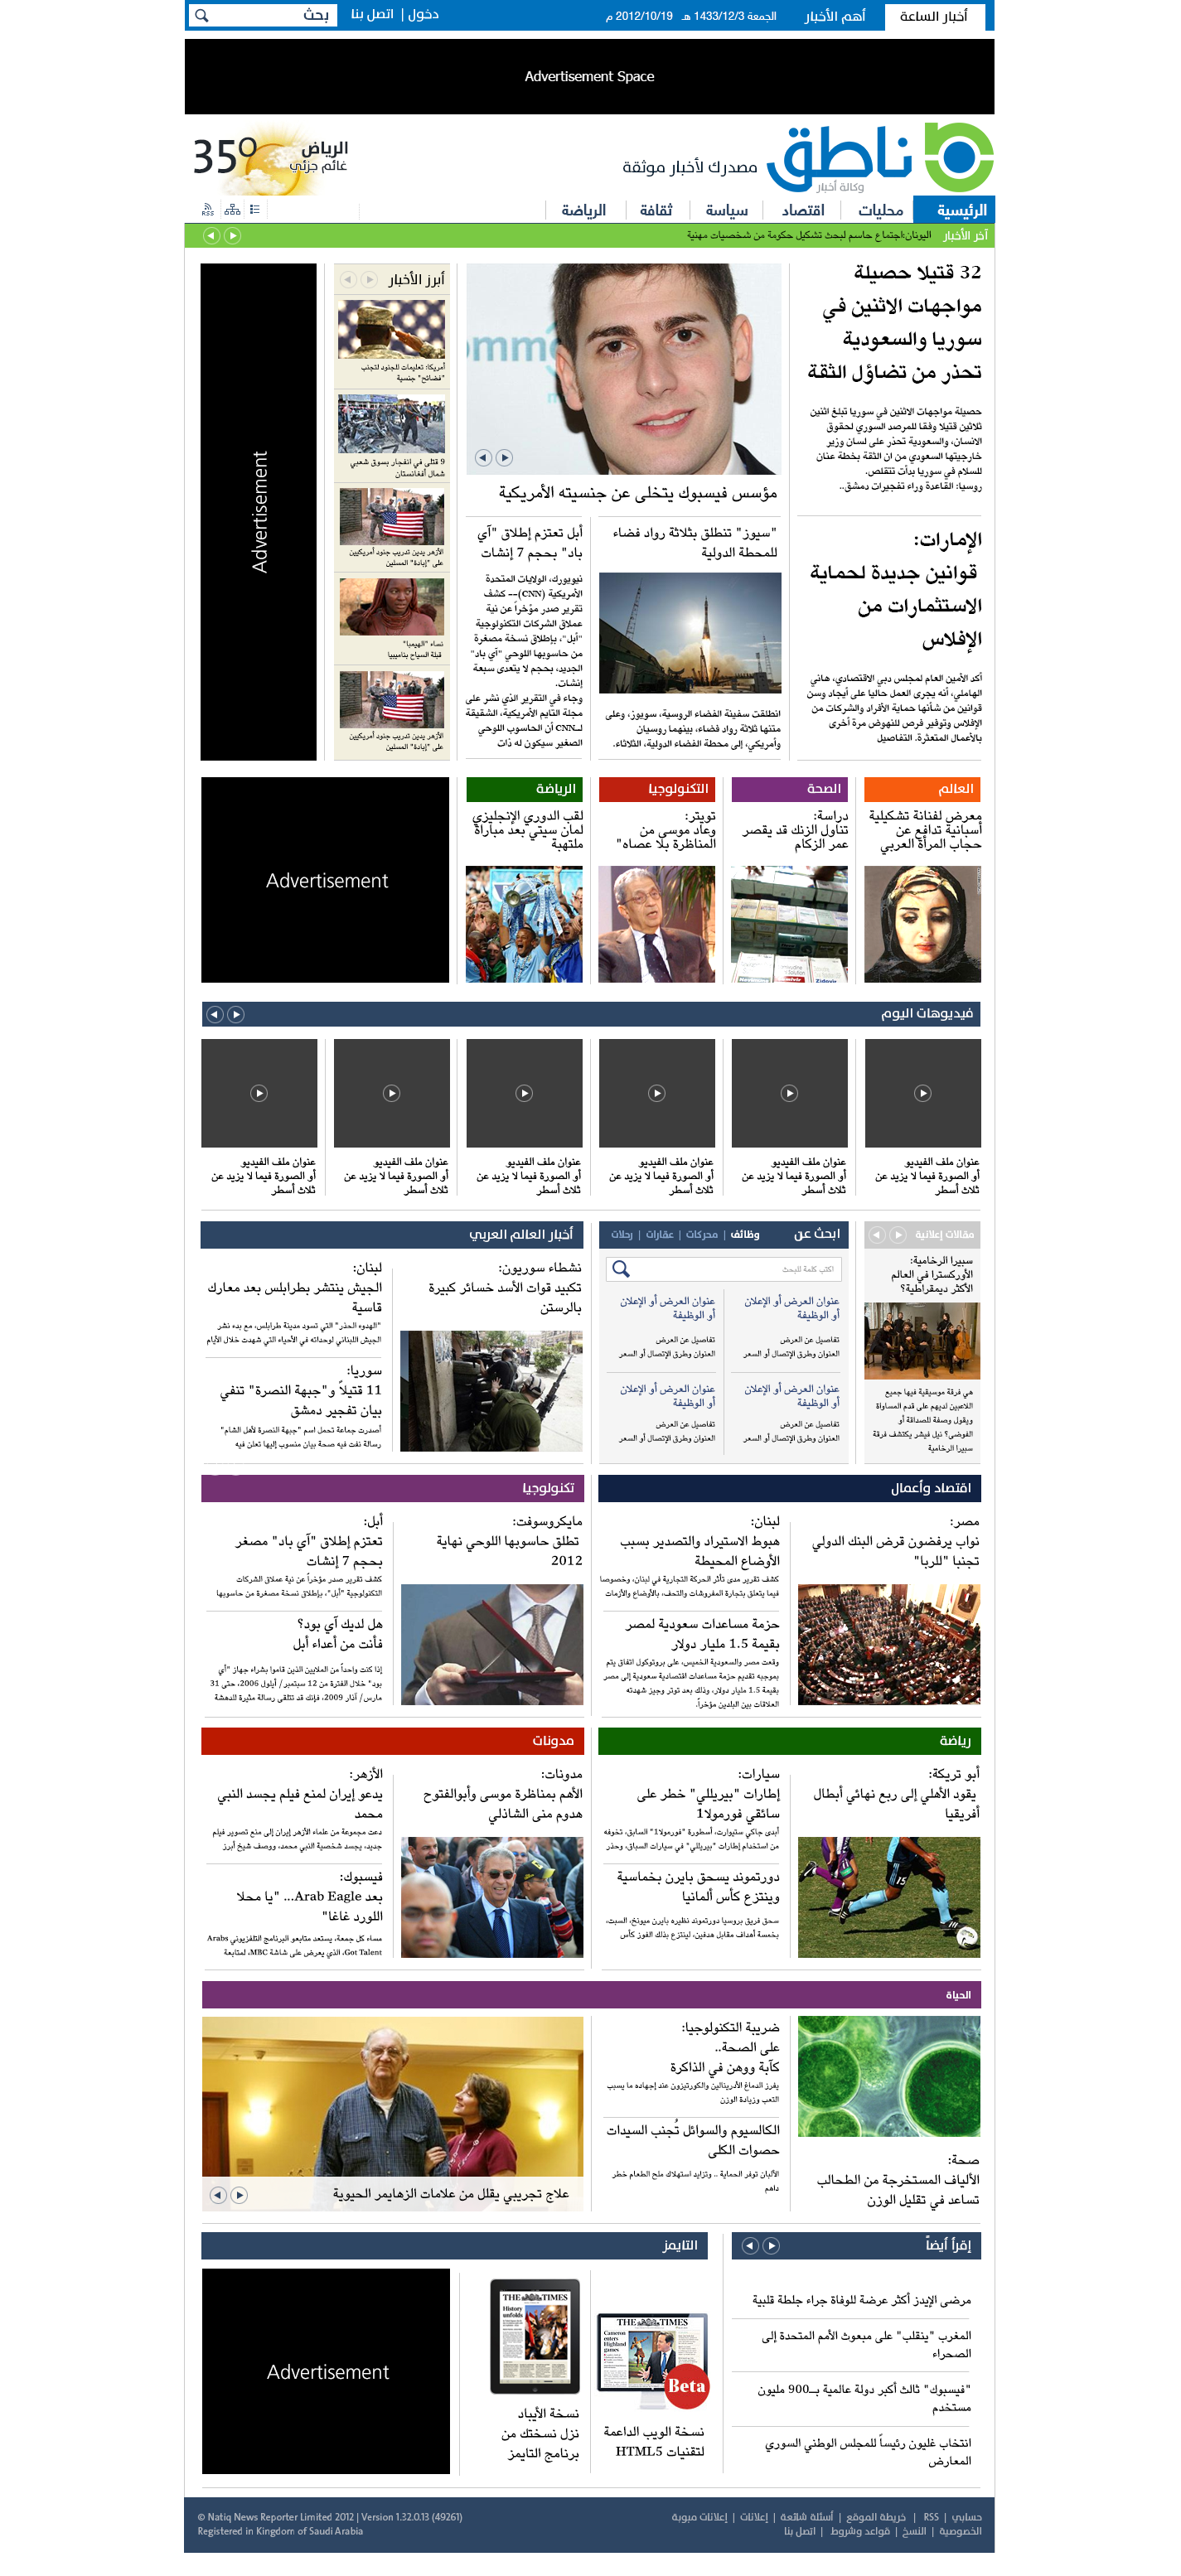 أخبار الساعة
أهم الأخبار
الجمعة 1433/12/3 هـ 2012/10/19 م
دخول | اتصل بنا
بحث
Advertisement Space
ناطق
وكالة أخبار
مصدرك لأخبار موثقة
الرياض
غائم جزئي
35º
الرئيسية
محليات
اقتصاد
سياسة
ثقافة
الرياضة
RSS
آخر الأخبار
اليونان:اجتماع حاسم لبحث تشكيل حكومة من شخصيات مهنية
32 قتيلا حصيلة
مواجهات الاثنين في
سوريا والسعودية
تحذر من تضاؤل الثقة
حصيلة مواجهات الاثنين في سوريا تبلغ اثنين
ثلاثين قتيلا وفقا للمرصد السوري لحقوق
الانسان، والسعودية تحذر على لسان وزير
خارجيتها السعودي من ان الثقة بخطة عنان
للسلام في سوريا بدأت تتقلص.
روسيا: القاعدة وراء تفجيرات دمشق..
الإمارات:
قوانين جديدة لحماية
الاستثمارات من
الإفلاس
أكد الأمين العام لمجلس دبي الاقتصادي، هاني
الهاملي، أنه يجري العمل حاليا على أيجاد وسن
قوانين من شأنها حماية الأفراد والشركات من
الإفلاس وتوفير فرص للنهوض مرة أخرى
بالأعمال المتعثرة. التفاصيل
مؤسس فيسبوك يتخلى عن جنسيته الأمريكية
"سيوز" تنطلق بثلاثة رواد فضاء
للمحطة الدولية
انطلقت سفينة الفضاء الروسية، سويوز، وعلى
متنها ثلاثة رواد فضاء، بينهما روسيان
وأمريكي، إلى محطة الفضاء الدولية، الثلاثاء.
أبل تعتزم إطلاق "آي
باد" بحجم 7 إنشات
نيويورك، الولايات المتحدة
الأمريكية (CNN)-- كشف
تقرير صدر مؤخراً عن نية
عملاق الشركات التكنولوجية
"أبل"، بإطلاق نسخة مصغرة
من حاسوبها اللوحي "آي باد"
الجديد، بحجم لا يتعدى سبعة
إنشات.
وجاء في التقرير الذي نشر على
مجلة التايم الأمريكية، الشقيقة
لـCNN أن الحاسوب اللوحي
الصغير سيكون له ذات
أبرز الأخبار
أمريكا: تعليمات للجنود لتجنب
"فضائح" جنسية
9 قتلى في انفجار بسوق شعبي
شمال أفغانستان
الأزهر يدين تدريب جنود أمريكيين
على "إبادة" المسلين
نساء "الهيمبا"
قبلة السياح بناميبيا
الأزهر يدين تدريب جنود أمريكيين
على "إبادة" المسلين
Advertisement
العالم
معرض لفنانة تشكيلية
أسبانية تدافع عن
حجاب المرأة العربي
الصحة
دراسة:
تناول الزنك قد يقصر
عمر الزكام
التكنولوجيا
تويتر:
وعاد موسى من
المناظرة بلا عصاه"
الرياضة
لقب الدوري الإنجليزي
لمان سيتي بعد مباراة
ملتهبة
Advertisement
فيديوهات اليوم
عنوان ملف الفيديو
أو الصورة فيما لا يزيد عن
ثلاث أسطر
عنوان ملف الفيديو
أو الصورة فيما لا يزيد عن
ثلاث أسطر
عنوان ملف الفيديو
أو الصورة فيما لا يزيد عن
ثلاث أسطر
عنوان ملف الفيديو
أو الصورة فيما لا يزيد عن
ثلاث أسطر
عنوان ملف الفيديو
أو الصورة فيما لا يزيد عن
ثلاث أسطر
عنوان ملف الفيديو
أو الصورة فيما لا يزيد عن
ثلاث أسطر
مقالات إعلانية
سبيرا الرخامية:
الأوركسترا في العالم
الأكثر ديمقراطية؟
هي فرقة موسيقية فيها جميع
اللاعبين لديهم على قدم المساواة
ويقول وصفة للصداقة أو
الفوضى؟ نيل فيشر يكتشف فرقة
سبيرا الرخامية
ابحث عن
وظائف | محركات | عقارات | رحلات
اكتب كلمة للبحث
عنوان العرض أو الإعلان
أو الوظيفة
تفاصيل عن العرض
العنوان وطرق الإتصال أو السعر
عنوان العرض أو الإعلان
أو الوظيفة
تفاصيل عن العرض
العنوان وطرق الإتصال أو السعر
عنوان العرض أو الإعلان
أو الوظيفة
تفاصيل عن العرض
العنوان وطرق الإتصال أو السعر
عنوان العرض أو الإعلان
أو الوظيفة
تفاصيل عن العرض
العنوان وطرق الإتصال أو السعر
أخبار العالم العربي
نشطاء سوريون:
تكبيد قوات الأسد خسائر كبيرة
بالرستن
لبنان:
الجيش ينتشر بطرابلس بعد معارك
قاسية
"الهدوء الحذر" التي تسود مدينة طرابلس، مع بدء نشر
الجيش اللبناني لوحداته في الأحياء التي شهدت خلال الأيام
سوريا:
11 قتيلاً و"جبهة النصرة" تنفي
بيان تفجير دمشق
أصدرت جماعة تحمل اسم "جبهة النصرة لأهل الشام"
رسالة نفت فيه صحة بيان منسوب إليها تعلن فيه
اقتصاد وأعمال
مصر:
نواب يرفضون قرض البنك الدولي
تجنبا "للربا"
لبنان:
هبوط الاستيراد والتصدير بسبب
الأوضاع المحيطة
كشف تقرير مدى تأثر الحركة التجارية في لبنان، وخصوصا
فيما يتعلق بتجارة المفروشات والتحف، بالأوضاع والأزمات
حزمة مساعدات سعودية لمصر
بقيمة 1.5 مليار دولار
وقعت مصر والسعودية الخميس، على بروتوكول اتفاق يتم
بموجبه تقديم حزمة مساعدات اقتصادية سعودية إلى مصر
بقيمة 1.5 مليار دولار، وذلك بعد توتر وجيز شهدته
العلاقات بين البلدين مؤخراً.
تكنولوجيا
مايكروسوفت:
تطلق حاسوبها اللوحي نهاية
2012
أبل:
تعتزم إطلاق "آي باد" مصغر
بحجم 7 إنشات
كشف تقرير صدر مؤخراً عن نية عملاق الشركات
التكنولوجية "أبل"، بإطلاق نسخة مصغرة من حاسوبها
هل لديك آي بود؟
فأنت من أعداء أبل
إذا كنت واحداً من الملايين الذين قاموا بشراء جهاز "آي
بود" خلال الفترة من 12 سبتمبر/ أيلول 2006، حتى 31
مارس/ آذار 2009، فإنك قد تتلقى رسالة مثيرة للدهشة
رياضة
أبو تريكة:
يقود الأهلي إلى ربع نهائي أبطال
أفريقيا
سيارات:
إطارات "بيريللي" خطر على
سائقي فورمولا1
أبدى جاكي ستيوارت، أسطورة "فورمولا1" السابق، تخوفه
من استخدام إطارات "بيريللي" في سيارات السباق، وحذر
دورتموند يسحق بايرن بخماسية
وينتزع كأس ألمانيا
سحق فريق بروسيا دورتموند نظيره بايرن ميونخ، السبت،
بخمسة أهداف مقابل هدفين، لينتزع بذلك الفوز كأس
مدونات
مدونات:
الأهم بمناظرة موسى وأبوالفتوح
هدوم منى الشاذلي
الأزهر:
يدعو إيران لمنع فيلم يجسد النبي
محمد
دعت مجموعة من علماء الأزهر إيران إلى منع تصوير فيلم
جديد، يجسد شخصية النبي محمد، ووصف شيخ أبرز
فيسبوك:
بعد Arab Eagle... "يا محلا
اللورد غاغا"
مساء كل جمعة، يستعد متابعو البرنامج التلفزيوني Arabs
Got Talent، الذي يعرض على شاشة MBC، لمتابعة
الحياة
صحة:
الألياف المستخرجة من الطحالب
تساعد في تقليل الوزن
ضريبة التكنولوجيا:
على الصحة..
كآبة ووهن في الذاكرة
يفرز الدماغ الأدرينالين والكورتيزون عند إجهاده ما يسبب
التعب وزيادة الوزن
الكالسيوم والسوائل تُجنب السيدات
حصوات الكلى
الألبان توفر الحماية .. وتزايد استهلاك ملح الطعام خطر
داهم
علاج تجريبي يقلل من علامات الزهايمر الحيوية
إقرأ أيضاً
مرضى الإيدز أكثر عرضة للوفاة جراء جلطة قلبية
المغرب "ينقلب" على مبعوث الأمم المتحدة إلى
الصحراء
"فيسبوك" ثالث أكبر دولة عالمية بـ900 مليون
مستخدم
انتخاب غليون رئيساً للمجلس الوطني السوري
المعارض
التايمز
THE TIMES
Cameron
enters
Highland
games
Beta
نسخة الويب الداعمة
لتقنيات HTML5
THE TIMES
History
unfolds
نسخة الأيباد
نزل نسختك من
برنامج التايمز
Advertisement
حسابي | RSS | خريطة الموقع | أسئلة شائعة | إعلانات | إعلانات مبوبة
الخصوصية | النسخ | قواعد وشروط | اتصل بنا
© Natiq News Reporter Limited 2012 | Version 1.32.0.13 (49261)
Registered in Kingdom of Saudi Arabia